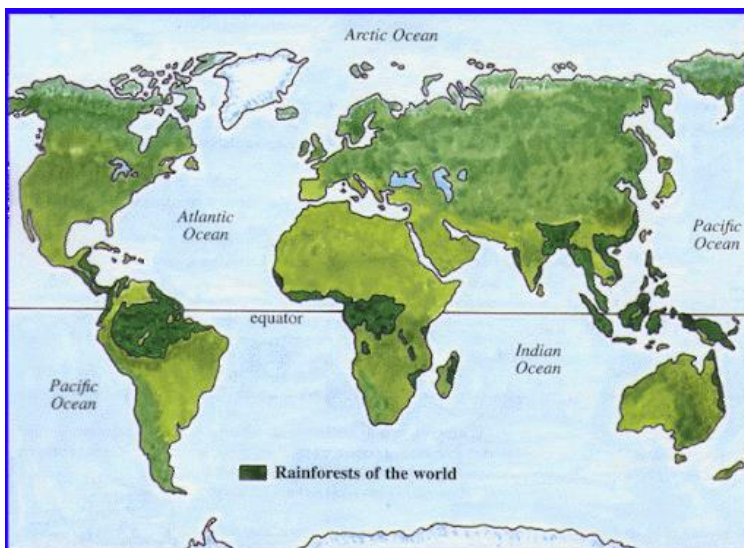 Arctic Ocean
Atlantic
Ocean
Pacific
Ocean
equator
Indian
Ocean
Pacific
Ocean
Rainforests of the world